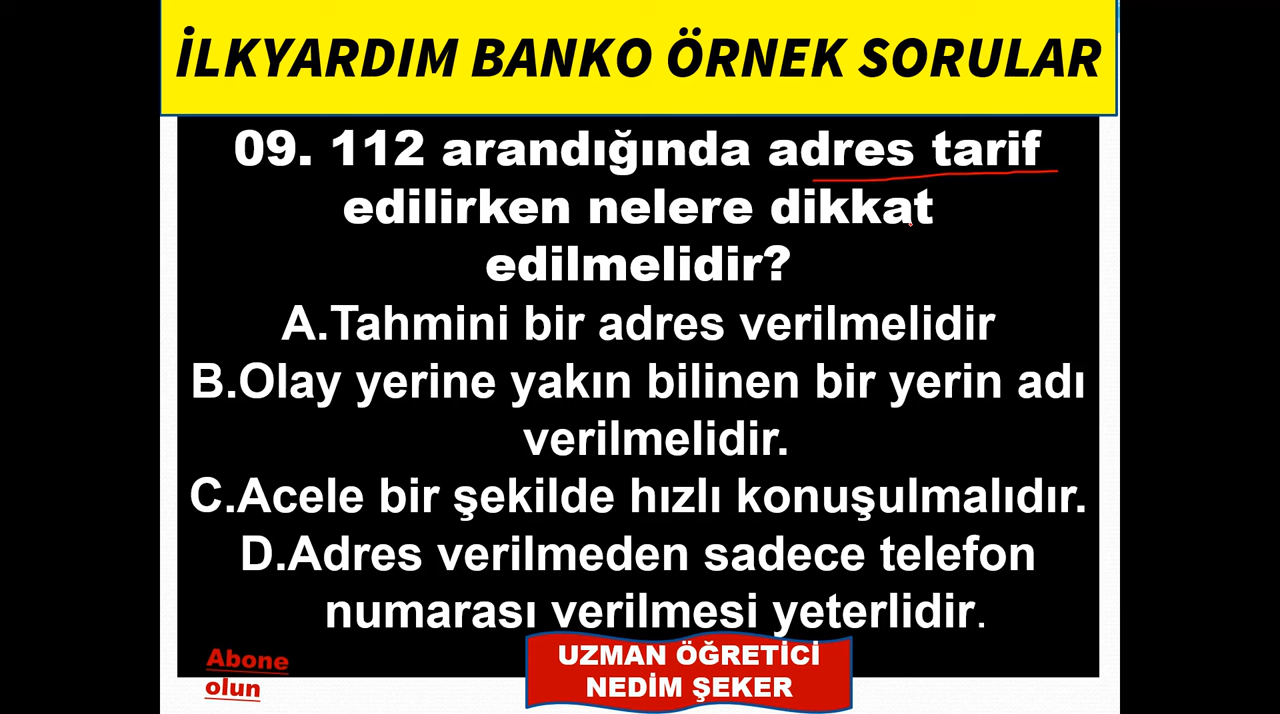 İLKYARDIM BANKO ÖRNEK SORULAR
09. 112 arandığında adres tarif
edilirken nelere dikkat
edilmelidir?
A.Tahmini bir adres verilmelidir
B.Olay yerine yakın bilinen bir yerin adı
verilmelidir.
C.Acele bir şekilde hızlı konuşulmalıdır.
D.Adres verilmeden sadece telefon
numarası verilmesi yeterlidir.
Abone
olun
UZMAN ÖĞRETİCİ
NEDİM ŞEKER